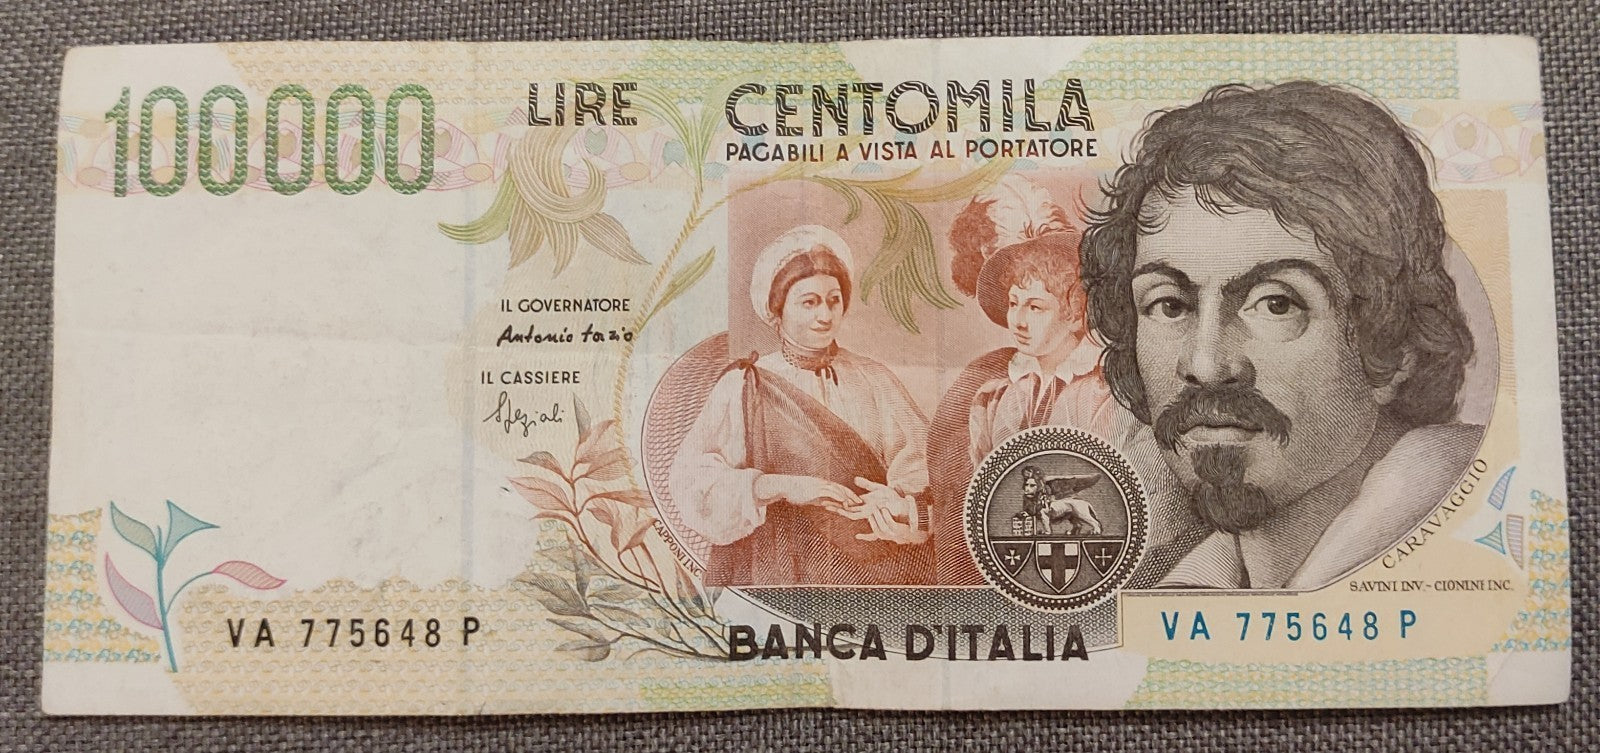 100000
LIRE CENTOMILA
PAGABILI A VISTA AL PORTATORE
IL GOVERNATORE
Antonio Fazio
IL CASSIERE
Speziali
CAPPONI INC.
CARAVAGGIO
SAVINI INV.-CIONINI INC.
VA 775648 P
BANCA D'ITALIA
VA 775648 P